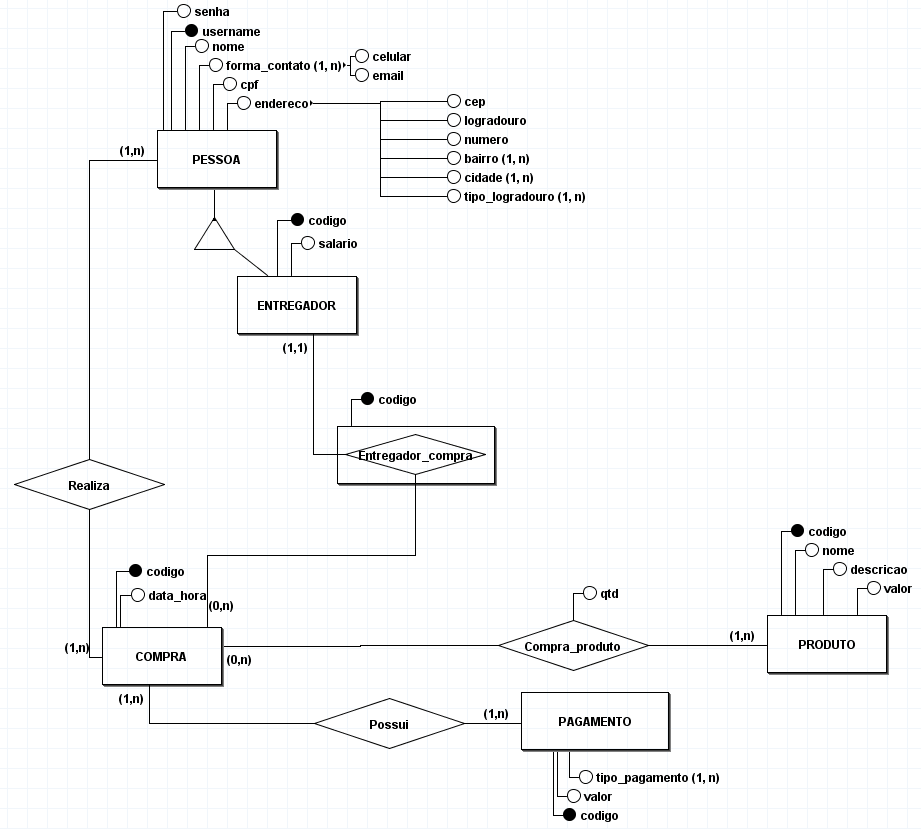 senha
username
nome
forma_contato (1, n)
celular
email
cpf
endereco
cep
logradouro
numero
bairro (1, n)
cidade (1, n)
tipo_logradouro (1, n)
(1,n)
PESSOA
codigo
salario
ENTREGADOR
(1,1)
codigo
Entregador_compra
Realiza
codigo
data_hora
(0,n)
(1,n)
COMPRA
(0,n)
(1,n)
qtd
Compra_produto
(1,n)
codigo
nome
descricao
valor
PRODUTO
Possui
(1,n)
PAGAMENTO
tipo_pagamento (1, n)
valor
codigo